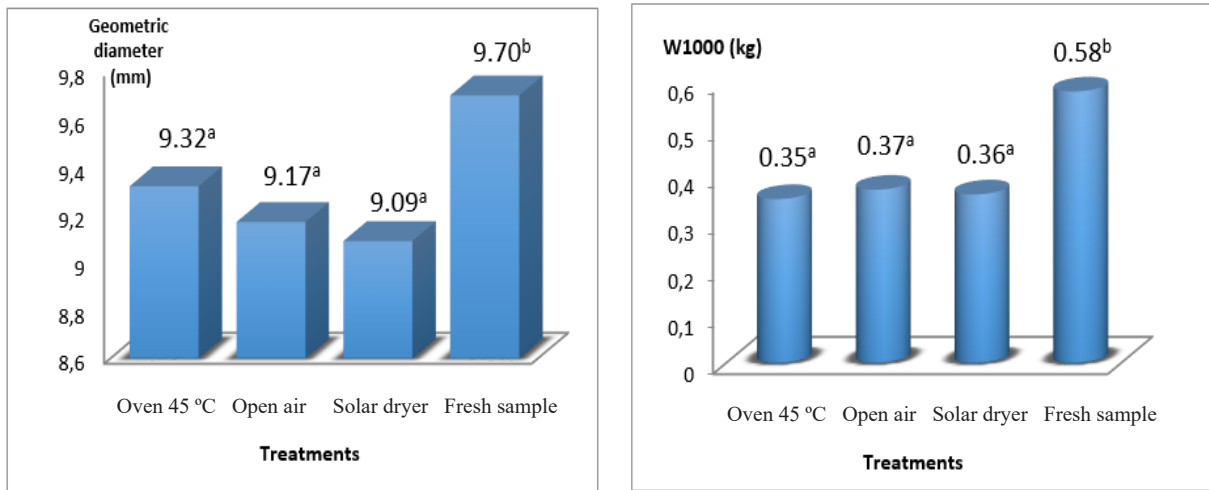 Geometric
diameter
(mm)
9,8
9,6
9,4
9,2
9
8,8
8,6
9.32ᵃ
9.17ᵃ
9.09ᵃ
9.70ᵇ
Oven 45 ºC Open air Solar dryer Fresh sample
Treatments
W1000 (kg)
0,6
0,5
0,4
0,3
0,2
0,1
0
0.35ᵃ
0.37ᵃ
0.36ᵃ
0.58ᵇ
Oven 45 ºC Open air Solar dryer Fresh sample
Treatments